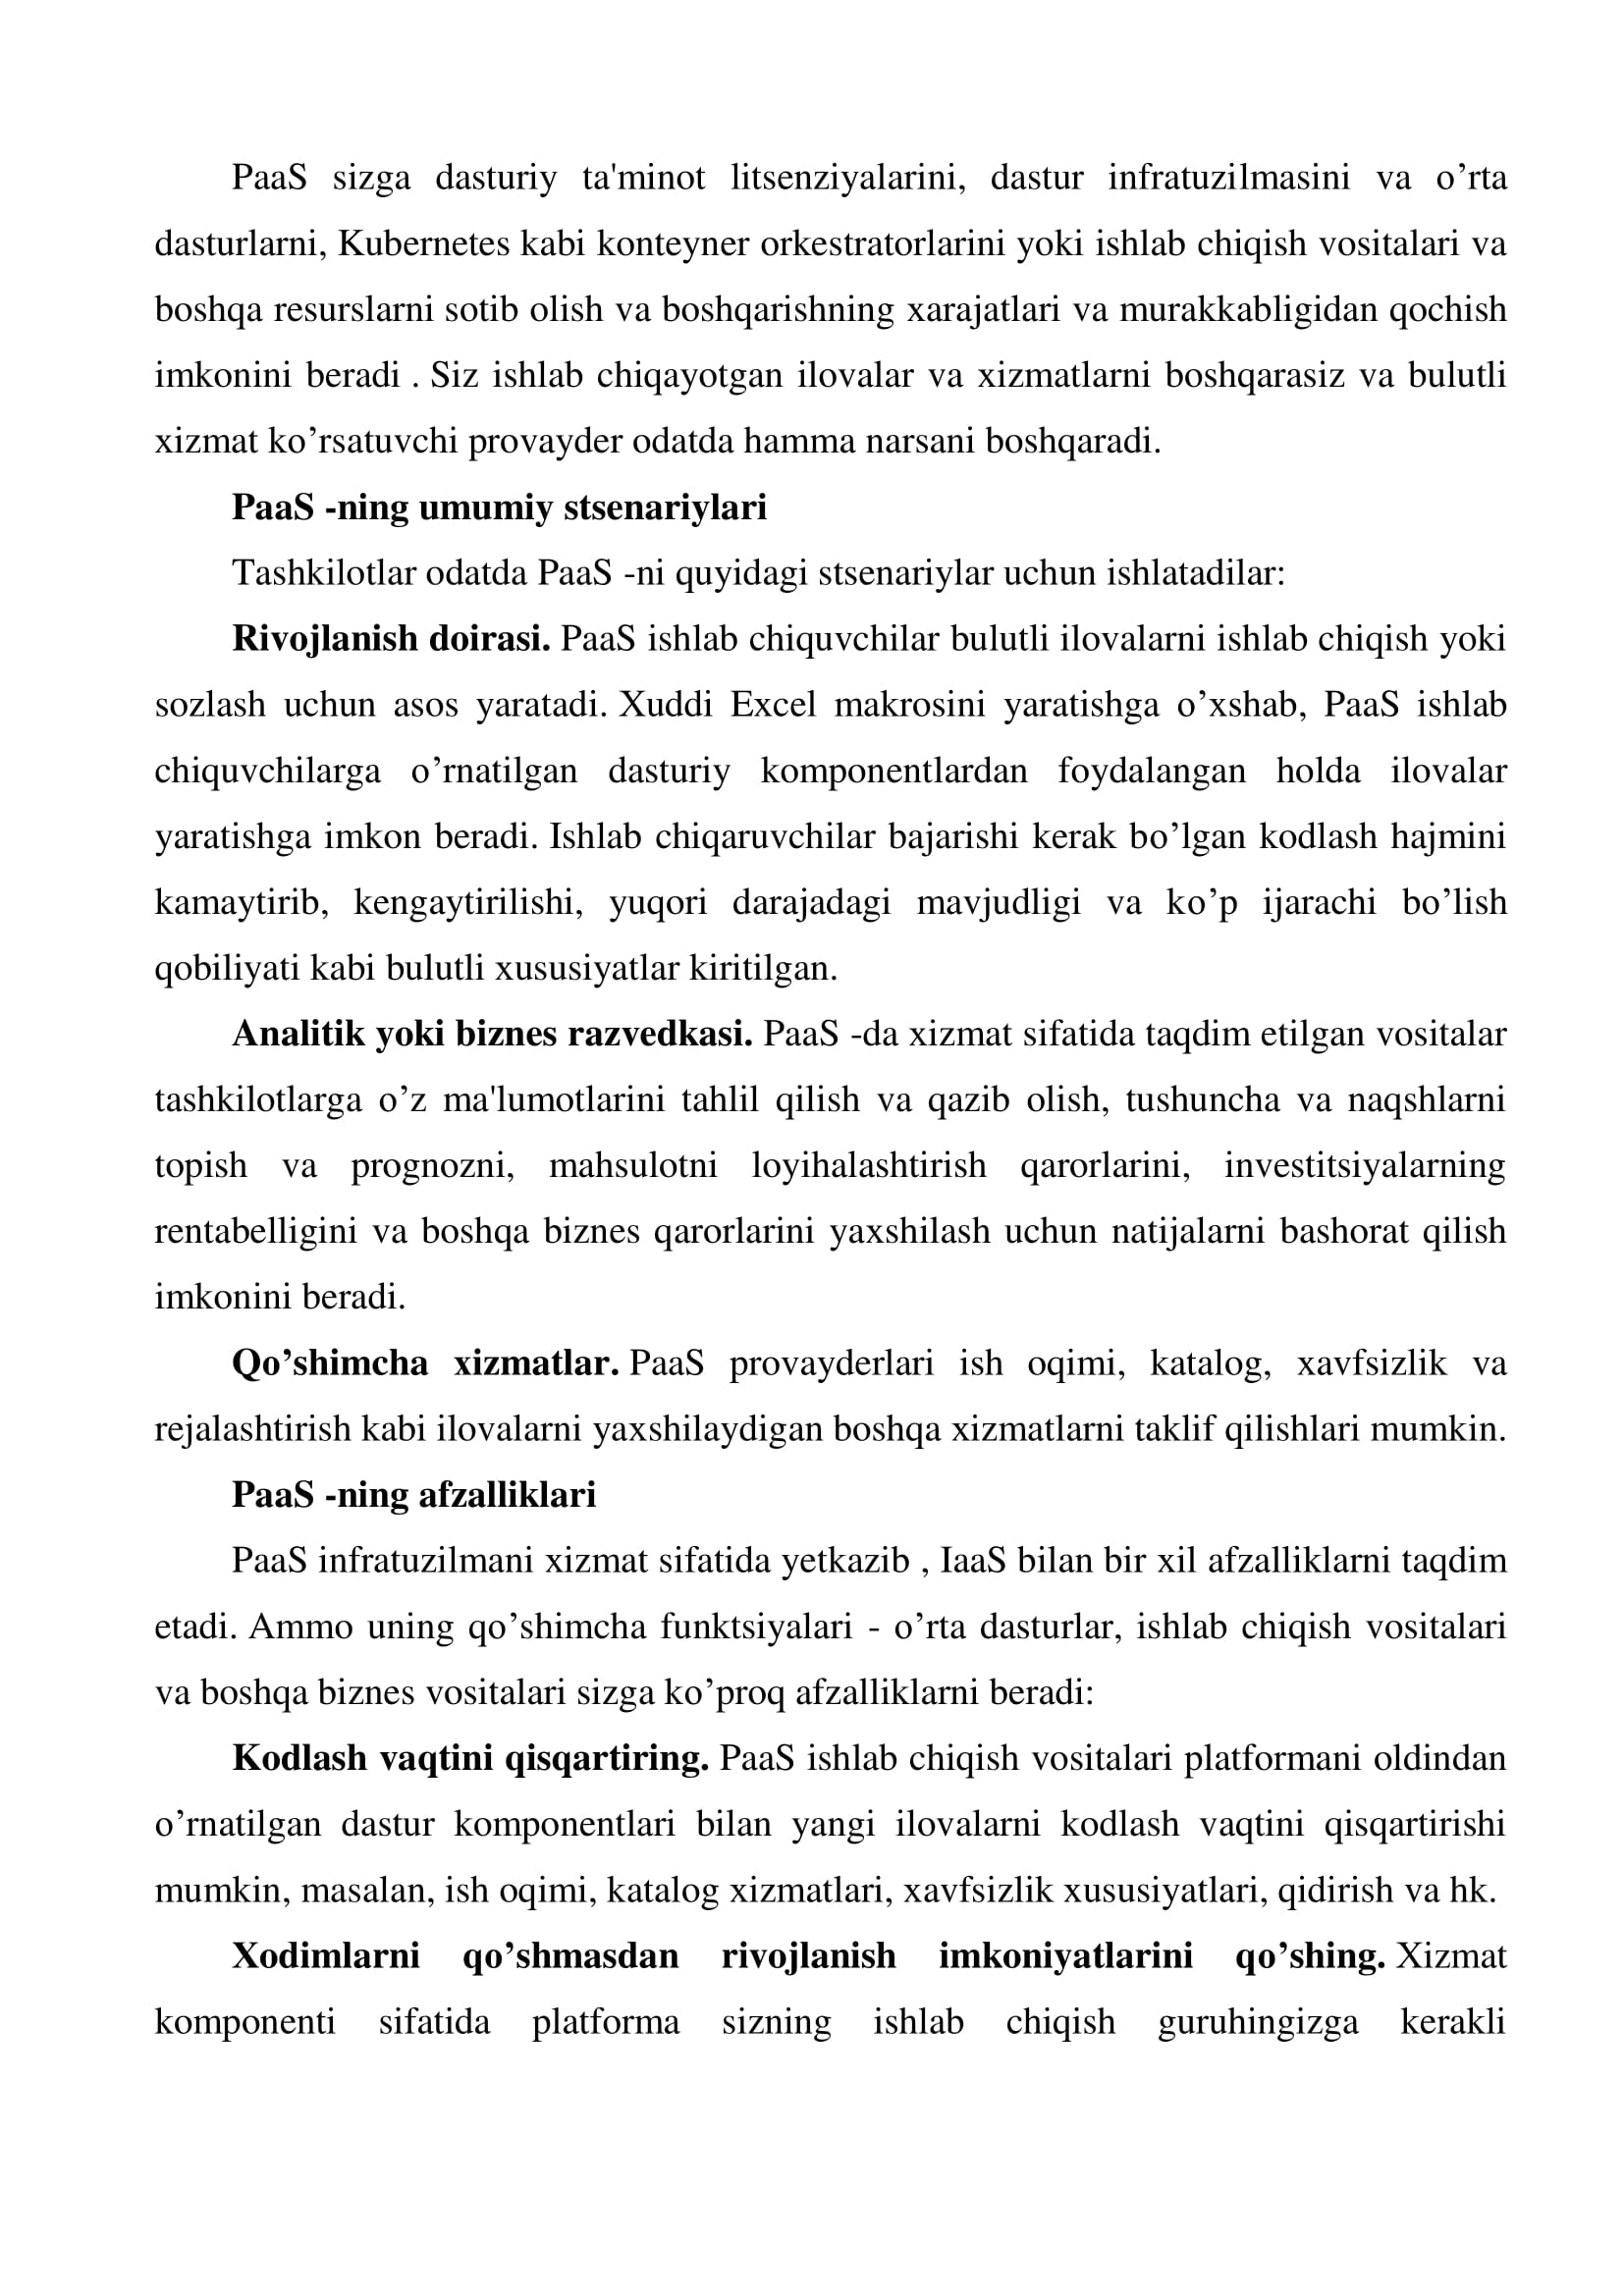 PaaS sizga dasturiy ta'minot litsenziyalarini, dastur infratuzilmasini va o’rta
dasturlarni, Kubernetes kabi konteyner orkestratorlarini yoki ishlab chiqish vositalari va
boshqa resurslarni sotib olish va boshqarishning xarajatlari va murakkabligidan qochish
imkonini beradi . Siz ishlab chiqayotgan ilovalar va xizmatlarni boshqarasiz va bulutli
xizmat ko’rsatuvchi provayder odatda hamma narsani boshqaradi.
PaaS -ning umumiy stsenariylari
Tashkilotlar odatda PaaS -ni quyidagi stsenariylar uchun ishlatadilar:
Rivojlanish doirasi. PaaS ishlab chiquvchilar bulutli ilovalarni ishlab chiqish yoki
sozlash uchun asos yaratadi. Xuddi Excel makrosini yaratishga o’xshab, PaaS ishlab
chiquvchilarga o’rnatilgan dasturiy komponentlardan foydalangan holda ilovalar
yaratishga imkon beradi. Ishlab chiqaruvchilar bajarishi kerak bo’lgan kodlash hajmini
kamaytirib, kengaytirilishi, yuqori darajadagi mavjudligi va ko’p ijarachi bo’lish
qobiliyati kabi bulutli xususiyatlar kiritilgan.
Analitik yoki biznes razvedkasi. PaaS -da xizmat sifatida taqdim etilgan vositalar
tashkilotlarga o’z ma'lumotlarini tahlil qilish va qazib olish, tushuncha va naqshlarni
topish va prognozni, mahsulotni loyihalashtirish qarorlarini, investitsiyalarning
rentabelligini va boshqa biznes qarorlarini yaxshilash uchun natijalarni bashorat qilish
imkonini beradi.
Qo’shimcha xizmatlar. PaaS provayderlari ish oqimi, katalog, xavfsizlik va
rejalashtirish kabi ilovalarni yaxshilaydigan boshqa xizmatlarni taklif qilishlari mumkin.
PaaS -ning afzalliklari
PaaS infratuzilmani xizmat sifatida yetkazib , IaaS bilan bir xil afzalliklarni taqdim
etadi. Ammo uning qo’shimcha funktsiyalari - o’rta dasturlar, ishlab chiqish vositalari
va boshqa biznes vositalari sizga ko’proq afzalliklarni beradi:
Kodlash vaqtini qisqartiring. PaaS ishlab chiqish vositalari platformani oldindan
o’rnatilgan dastur komponentlari bilan yangi ilovalarni kodlash vaqtini qisqartirishi
mumkin, masalan, ish oqimi, katalog xizmatlari, xavfsizlik xususiyatlari, qidirish va hk.
Xodimlarni qo’shmasdan rivojlanish imkoniyatlarini qo’shing. Xizmat
komponenti sifatida platforma sizning ishlab chiqish guruhingizga kerakli